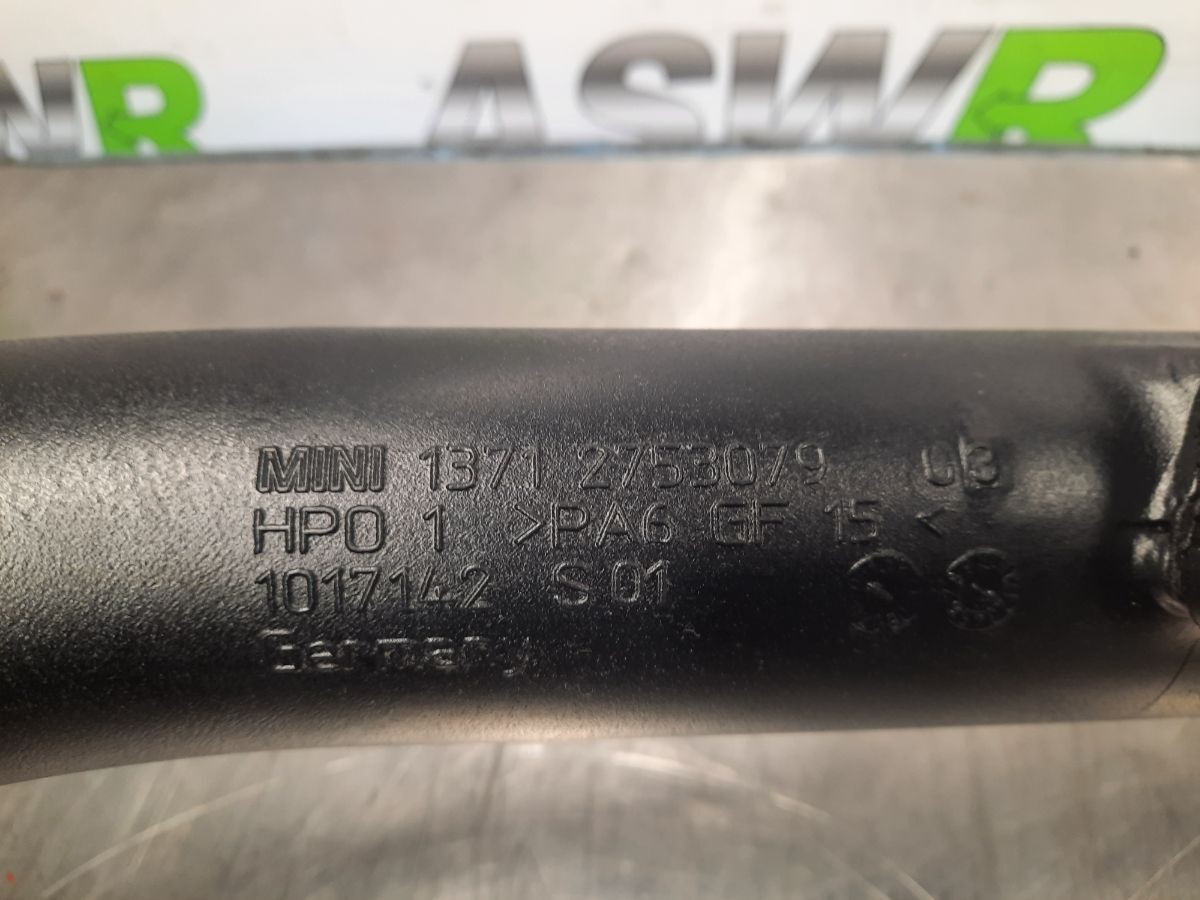 ASWR
MINI 1371 2753079 03
HPO 1 >PA6 GF 15<
1017142 S 01
Germany